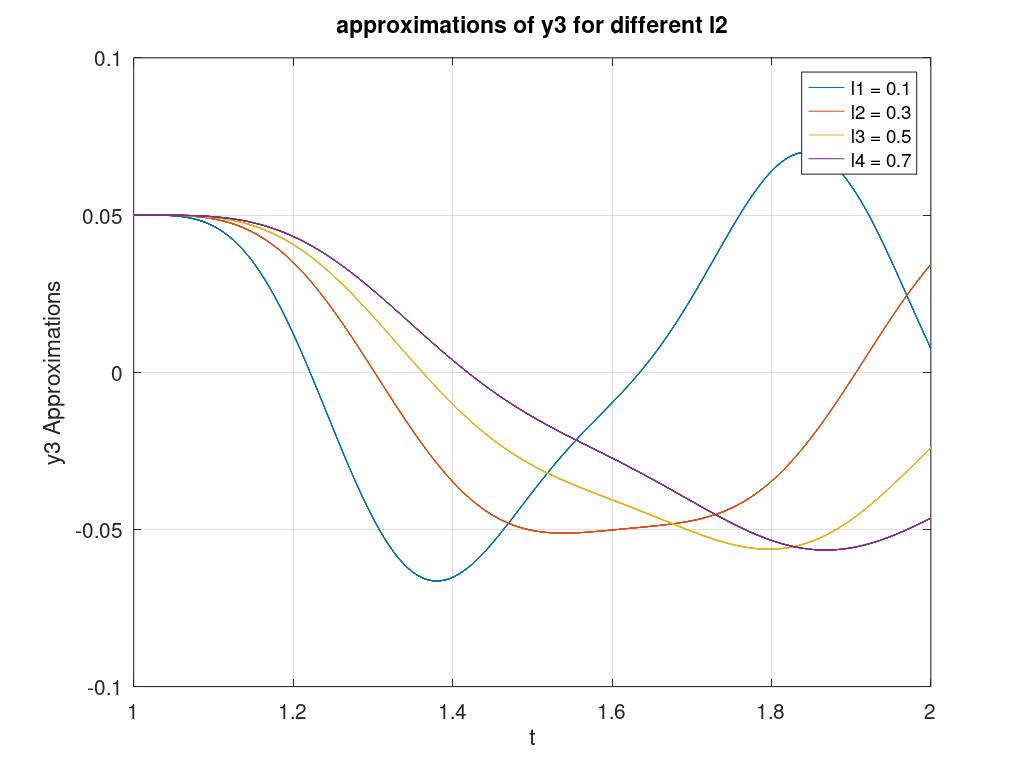 approximations of y3 for different l2
0.1
0.05
0
-0.05
-0.1
y3 Approximations
l1 = 0.1
l2 = 0.3
l3 = 0.5
l4 = 0.7
1
1.2
1.4
1.6
1.8
2
t